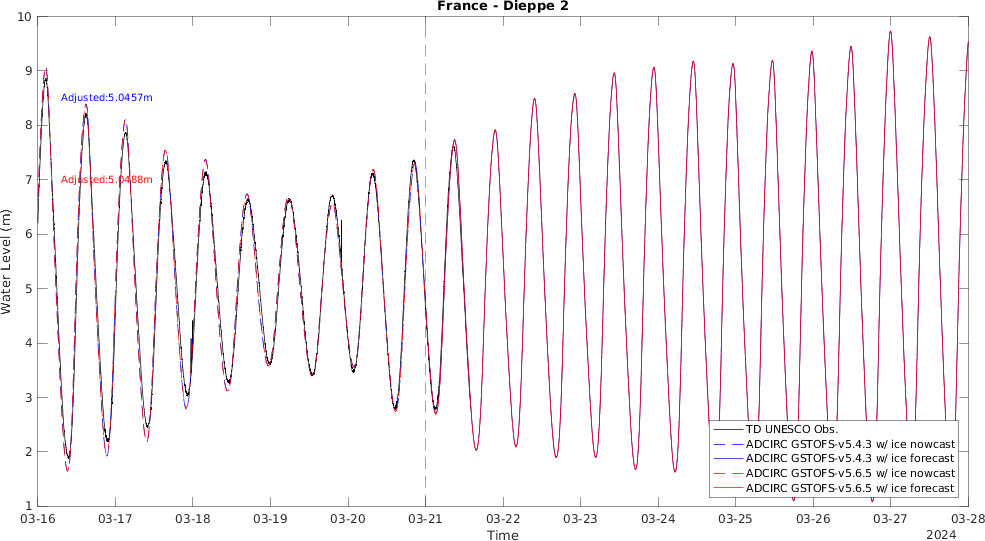 France - Dieppe 2
10
9
8
7
6
5
4
3
2
1
Water Level (m)
Adjusted:5.0457m
Adjusted:5.0488m
TD UNESCO Obs.
ADCIRC GSTOFS-v5.4.3 w/ ice nowcast
ADCIRC GSTOFS-v5.4.3 w/ ice forecast
ADCIRC GSTOFS-v5.6.5 w/ ice nowcast
ADCIRC GSTOFS-v5.6.5 w/ ice forecast
03-16 03-17 03-18 03-19 03-20 03-21 03-22 03-23 03-24 03-25 03-26 03-27 03-28
Time
2024